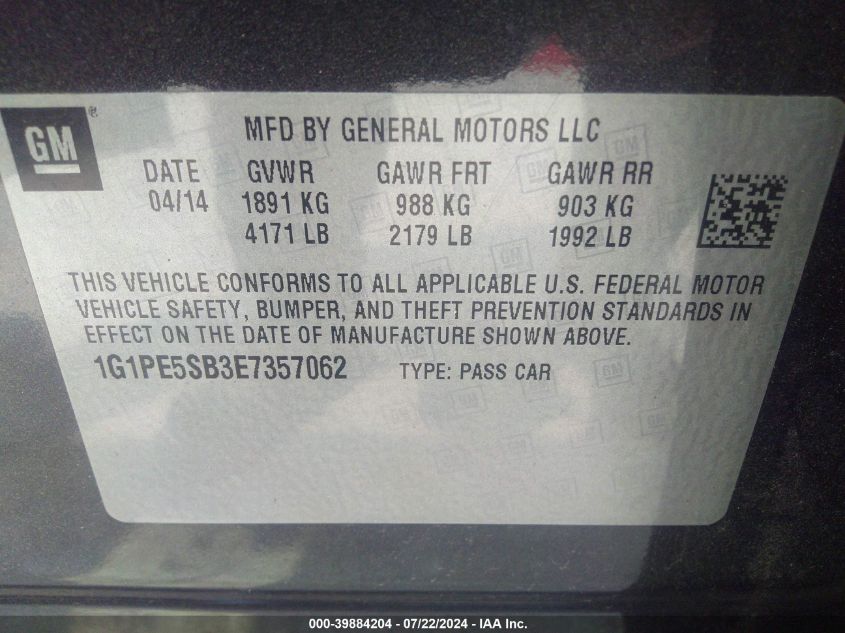 GM ® MFD BY GENERAL MOTORS LLC
DATE GVWR GAWR FRT GAWR RR
04/14 1891 KG 988 KG 903 KG
4171 LB 2179 LB 1992 LB
THIS VEHICLE CONFORMS TO ALL APPLICABLE U.S. FEDERAL MOTOR
VEHICLE SAFETY, BUMPER, AND THEFT PREVENTION STANDARDS IN
EFFECT ON THE DATE OF MANUFACTURE SHOWN ABOVE.
1G1PE5SB3E7357062 TYPE: PASS CAR
000-39884204 - 07/22/2024 - IAA Inc.